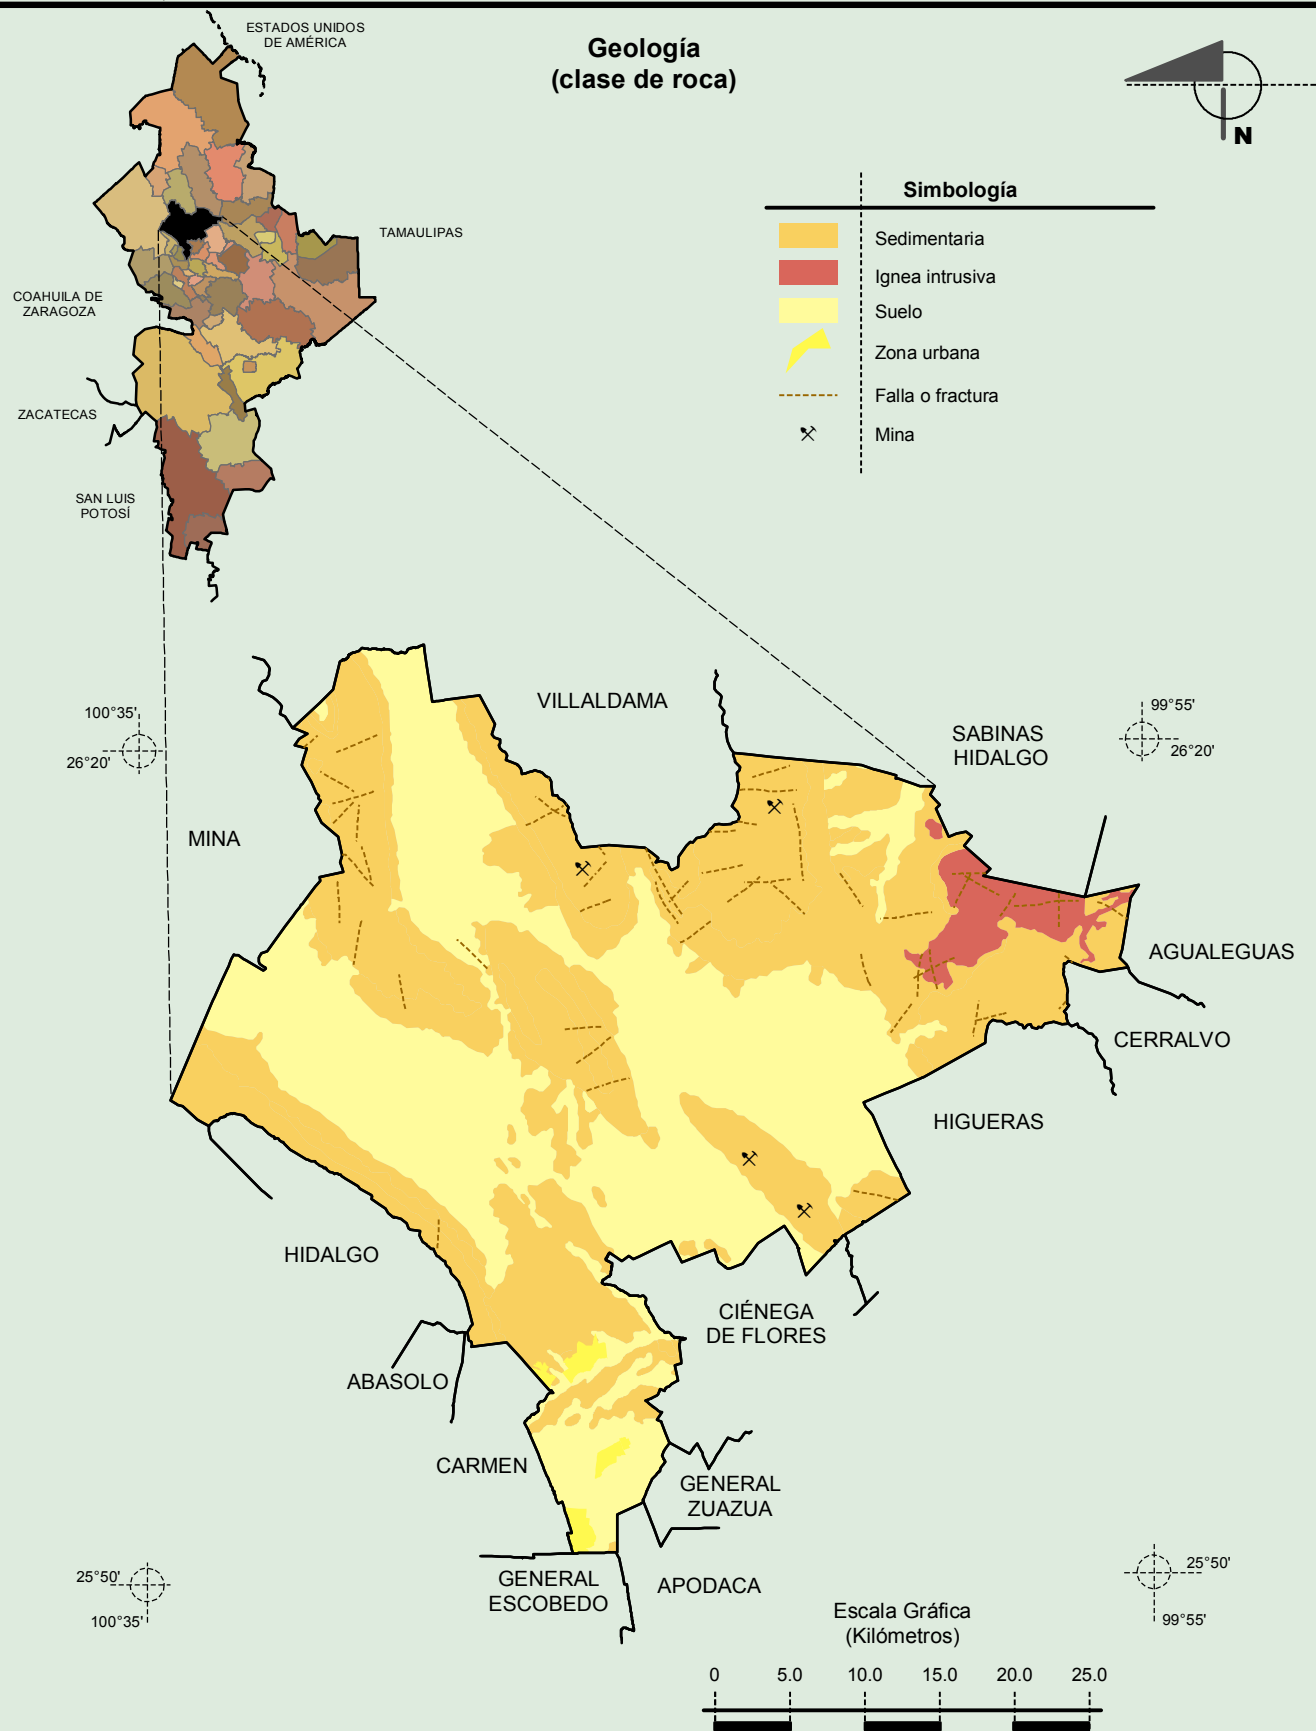 ESTADOS UNIDOS
DE AMÉRICA
Geología
(clase de roca)
N
TAMAULIPAS
COAHUILA DE
ZARAGOZA
ZACATECAS
SAN LUIS
POTOSÍ
Simbología
Sedimentaria
Ignea intrusiva
Suelo
Zona urbana
Falla o fractura
Mina
100°35'
26°20'
99°55'
26°20'
VILLALDAMA
SABINAS
HIDALGO
MINA
AGUALEGUAS
CERRALVO
HIGUERAS
HIDALGO
CIÉNEGA
DE FLORES
ABASOLO
CARMEN
GENERAL
ZUAZUA
GENERAL
ESCOBEDO
APODACA
25°50'
100°35'
25°50'
99°55'
Escala Gráfica
(Kilómetros)
0 5.0 10.0 15.0 20.0 25.0